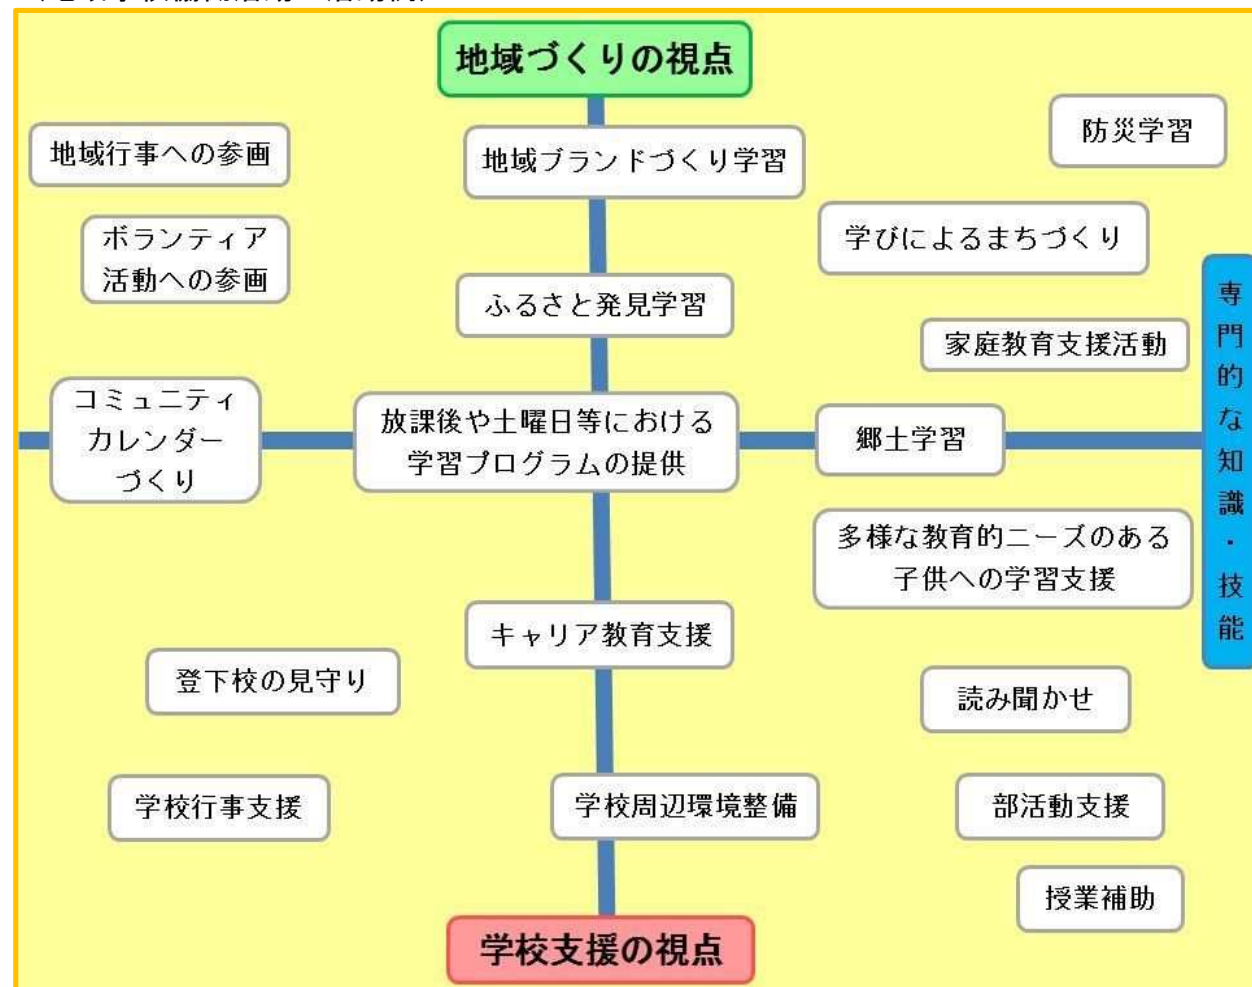 地域づくりの視点
防災学習
地域行事への参画
地域ブランドづくり学習
学びによるまちづくり
ボランティア
活動への参画
ふるさと発見学習
家庭教育支援活動
専門的な知識・技能
コミュニティ
カレンダー
づくり
放課後や土曜日等における
学習プログラムの提供
郷土学習
多様な教育的ニーズのある
子供への学習支援
キャリア教育支援
登下校の見守り
読み聞かせ
学校行事支援
学校周辺環境整備
部活動支援
授業補助
学校支援の視点